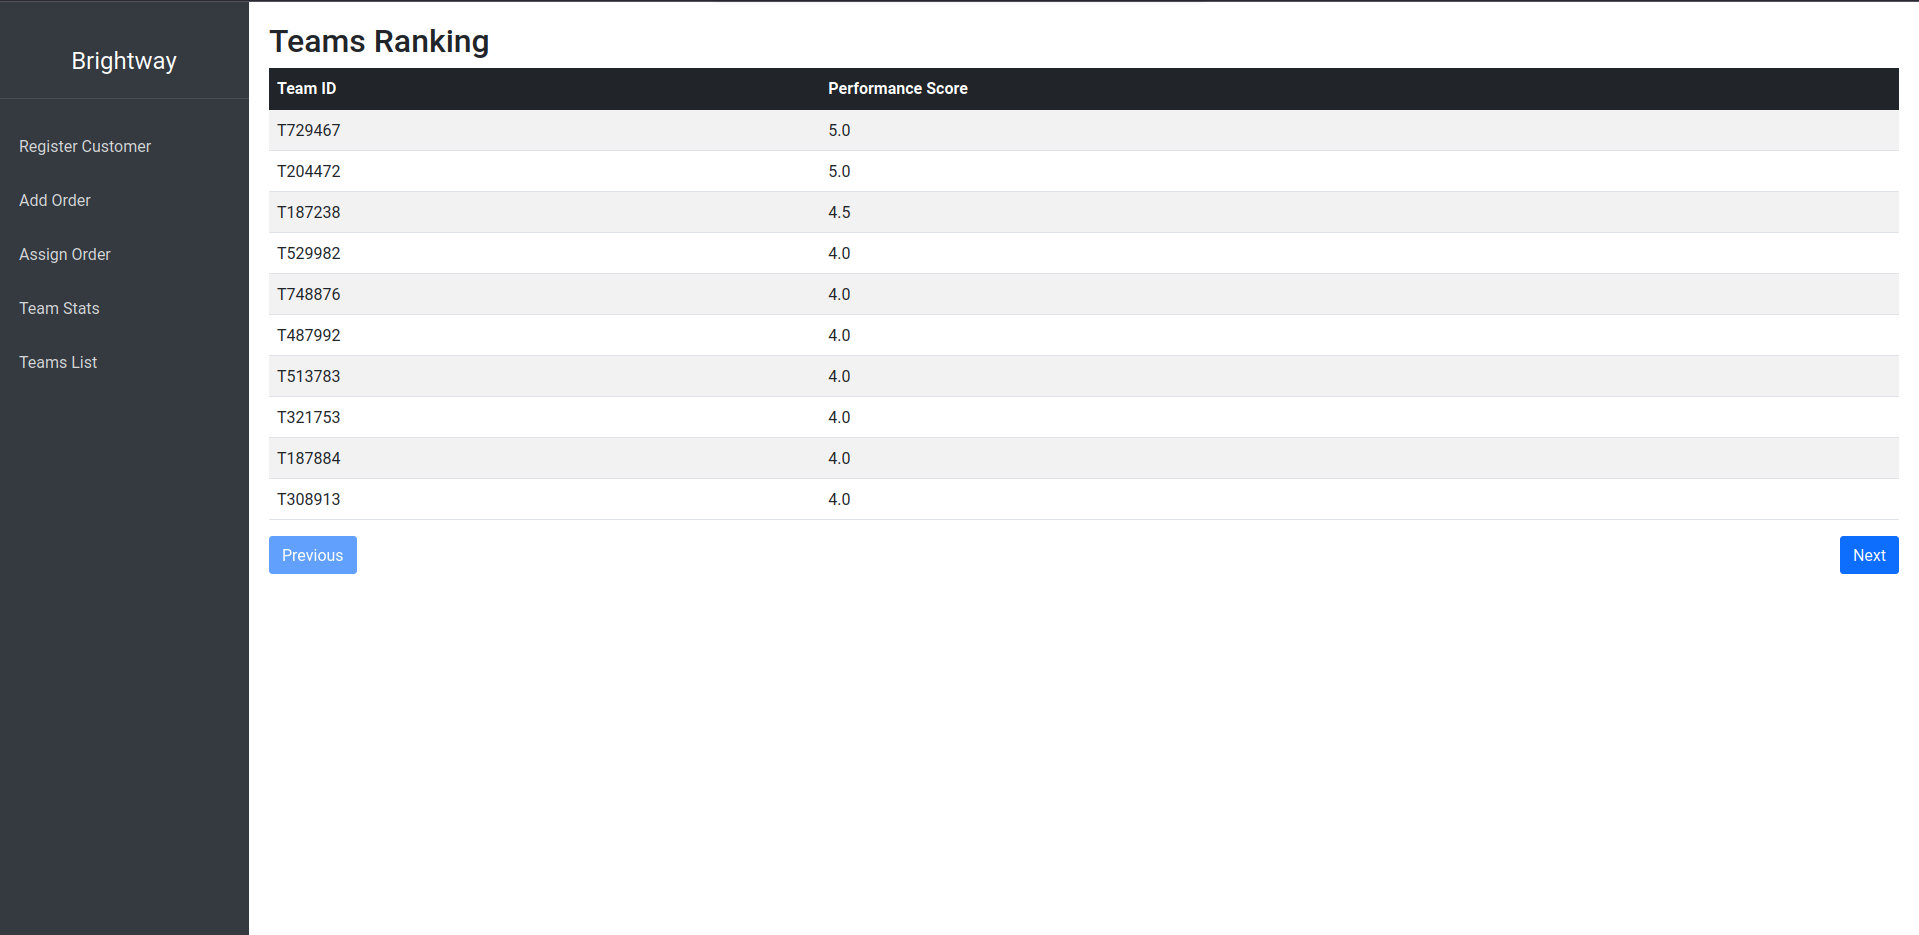 Brightway
Register Customer
Add Order
Assign Order
Team Stats
Teams List
Teams Ranking
Team ID Performance Score
T729467 5.0
T204472 5.0
T187238 4.5
T529982 4.0
T748876 4.0
T487992 4.0
T513783 4.0
T321753 4.0
T187884 4.0
T308913 4.0
Previous Next